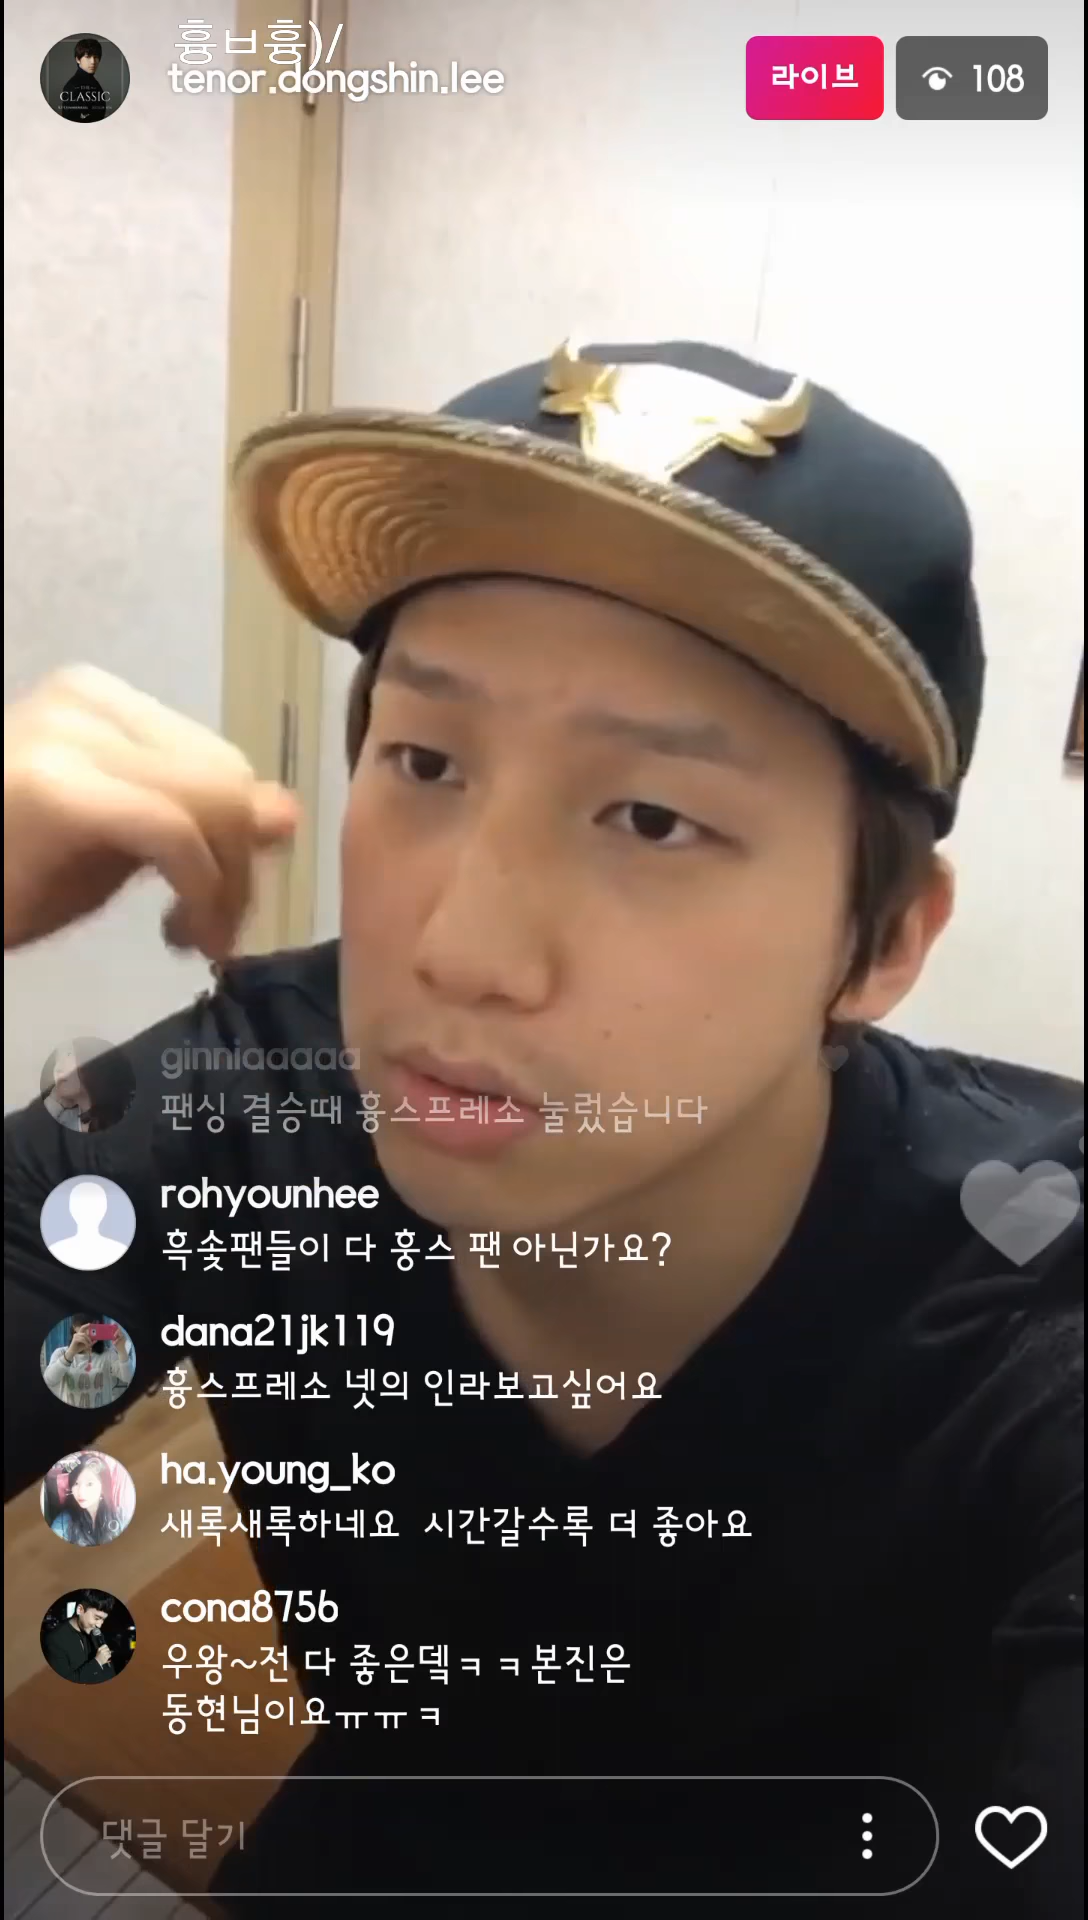 흉ㅂ흉)/
tenor.dongshin.lee
라이브
108
CLASSIC
ginniaaaaa
팬싱 결승때 흉스프레소 눌렀습니다
rohyounhee
흑솣팬들이 다 훙스 팬 아닌가요?
dana21jk119
흉스프레소 넷의 인라보고싶어요
ha.young_ko
새록새록하네요 시간갈수록 더 좋아요
cona8756
우왕~전 다 좋은뎈ㅋㅋ본진은
동현님이요ㅠㅠㅋ
댓글 달기